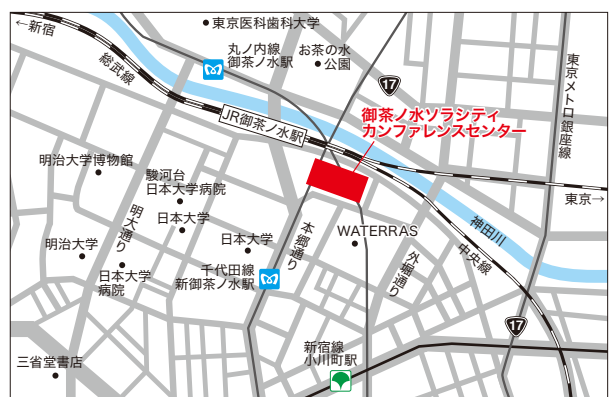 東京医科歯科大学
←新宿
丸ノ内線
御茶ノ水駅
お茶の水
公園
総武線
17
東京メトロ銀座線
JR御茶ノ水駅
御茶ノ水ソラシティ
カンファレンスセンター
明治大学博物館
駿河台
日本大学病院
東京→
明大通り
日本大学
本郷通り
WATERRAS
神田川
明治大学
日本大学
外堀通り
中央線
日本大学
病院
千代田線
新御茶ノ水駅
17
新宿線
小川町駅
三省堂書店